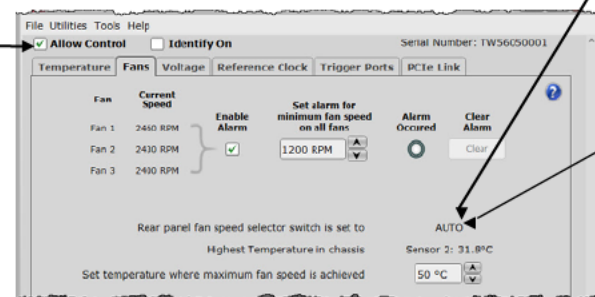 File Utilities Tools Help
Allow Control Identify On Serial Number: TW56050001
Temperature Fans Voltage Reference Clock Trigger Ports PCIe Link
Fan Current Speed Enable Alarm Set alarm for minimum fan speed on all fans Alarm Occured Clear Alarm
Fan 1 2460 RPM
Fan 2 2430 RPM 1200 RPM Clear
Fan 3 2430 RPM
Rear panel fan speed selector switch is set to AUTO
Highest Temperature in chassis Sensor 2: 31.8°C
Set temperature where maximum fan speed is achieved 50 °C